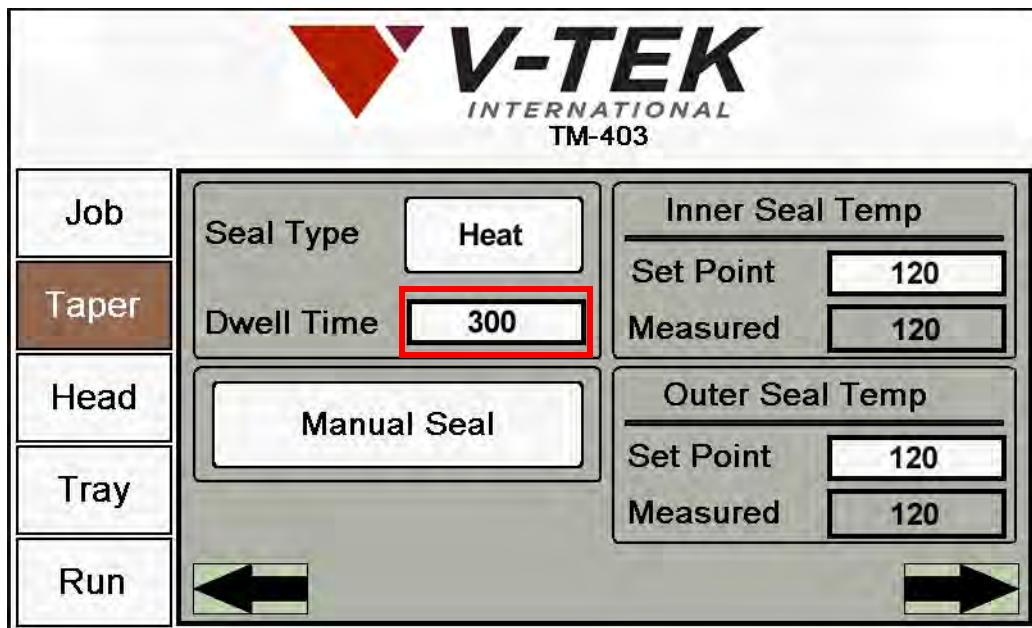 V-TEK
INTERNATIONAL
TM-403
Job
Taper
Head
Tray
Run
Seal Type
Heat
Dwell Time
300
Manual Seal
Inner Seal Temp
Set Point
120
Measured
120
Outer Seal Temp
Set Point
120
Measured
120